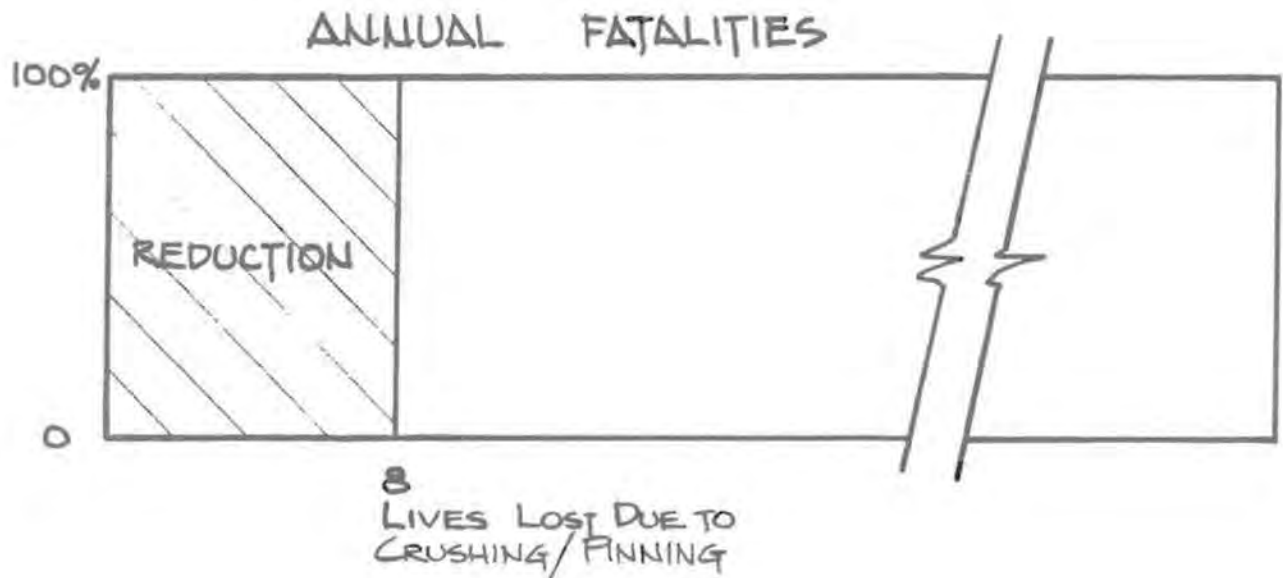 ANNUAL FATALITIES
100%
REDUCTION
0
8
LIVES LOST DUE TO
CRUSHING/PINNING